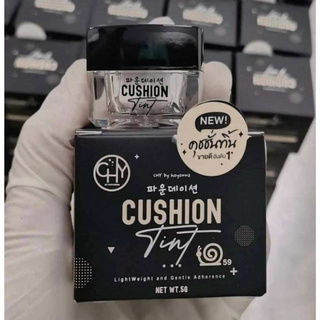 파운데이션
CUSHION
Tint
NEW!
คุชชั่นทิ้น
ขายดีอันดับ 1
CHY
CHY by hoyeons
파운데이션
CUSHION
Tint
59
LightWeight and Gentle Adherence
NET WT.5G